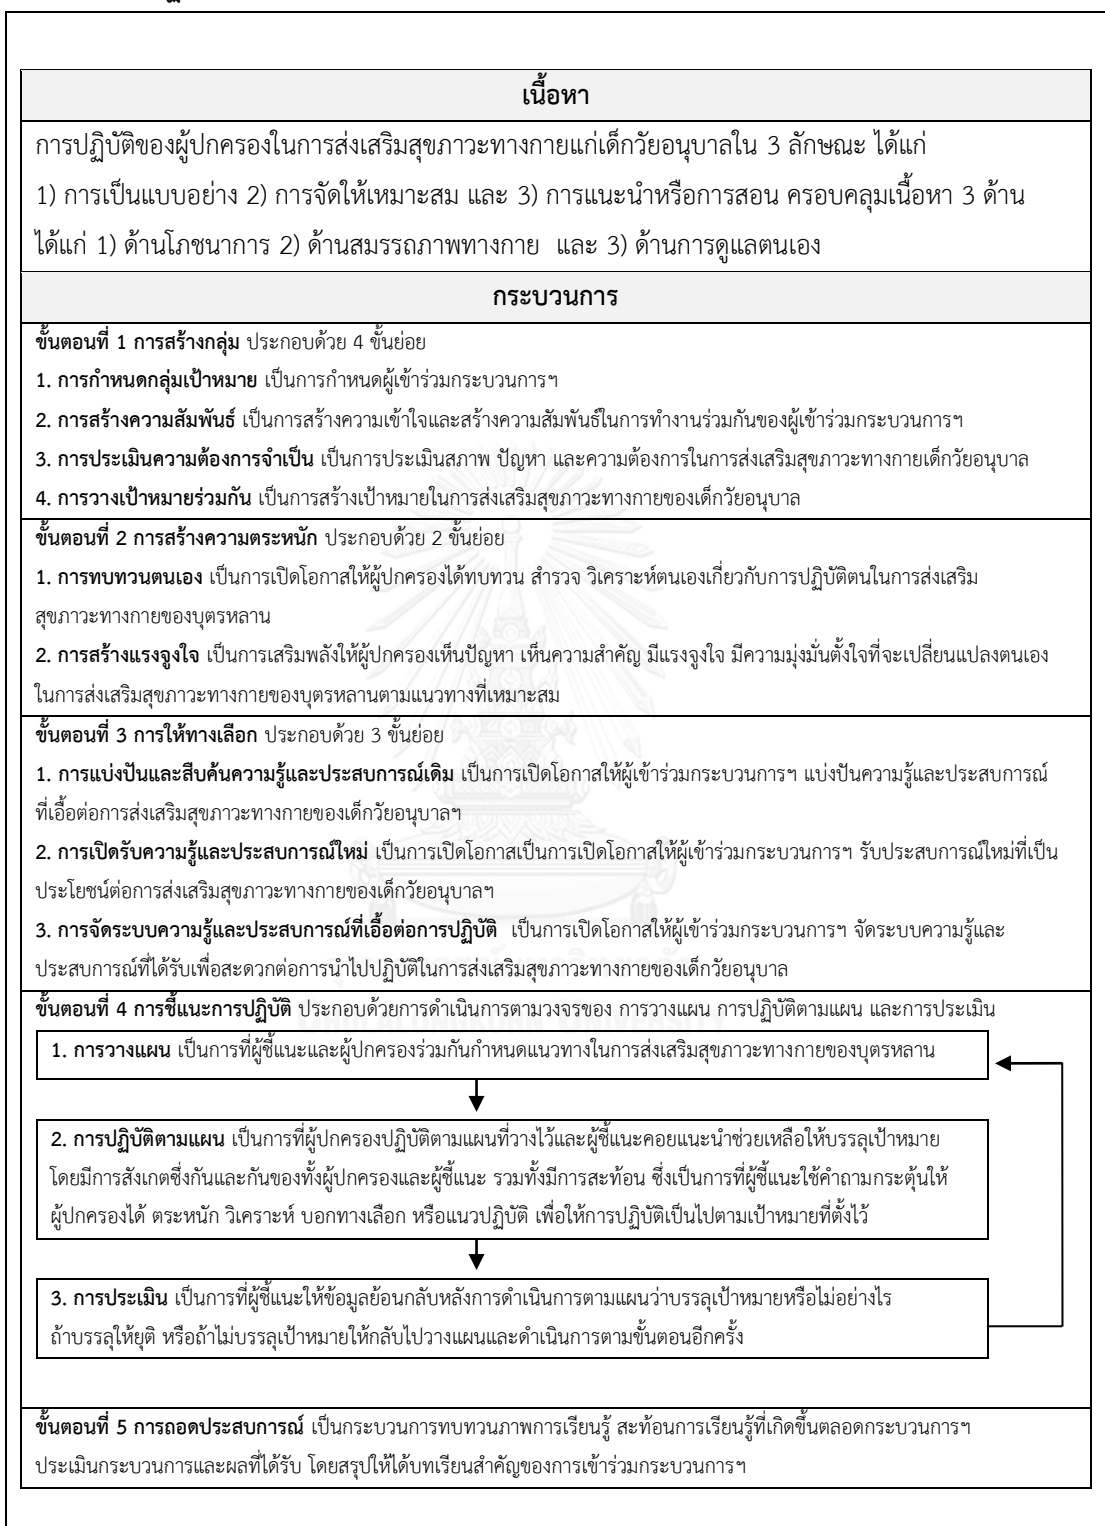 เนื้อหา
การปฏิบัติของผู้ปกครองในการส่งเสริมสุขภาวะทางกายแก่เด็กวัยอนุบาลใน 3 ลักษณะ ได้แก่
1) การเป็นแบบอย่าง 2) การจัดให้เหมาะสม และ 3) การแนะนำหรือการสอน ครอบคลุมเนื้อหา 3 ด้าน
ได้แก่ 1) ด้านโภชนาการ 2) ด้านสมรรถภาพทางกาย และ 3) ด้านการดูแลตนเอง
กระบวนการ
ขั้นตอนที่ 1 การสร้างกลุ่ม ประกอบด้วย 4 ขั้นย่อย
1. การกำหนดกลุ่มเป้าหมาย เป็นการกำหนดผู้เข้าร่วมกระบวนการฯ
2. การสร้างความสัมพันธ์ เป็นการสร้างความเข้าใจและสร้างความสัมพันธ์ในการทำงานร่วมกันของผู้เข้าร่วมกระบวนการฯ
3. การประเมินความต้องการจำเป็น เป็นการประเมินสภาพ ปัญหา และความต้องการในการส่งเสริมสุขภาวะทางกายเด็กวัยอนุบาล
4. การวางเป้าหมายร่วมกัน เป็นการสร้างเป้าหมายในการส่งเสริมสุขภาวะทางกายของเด็กวัยอนุบาล
ขั้นตอนที่ 2 การสร้างความตระหนัก ประกอบด้วย 2 ขั้นย่อย
1. การทบทวนตนเอง เป็นการเปิดโอกาสให้ผู้ปกครองได้ทบทวน สำรวจ วิเคราะห์ตนเองเกี่ยวกับการปฏิบัติตนในการส่งเสริม
สุขภาวะทางกายของบุตรหลาน
2. การสร้างแรงจูงใจ เป็นการเสริมพลังให้ผู้ปกครองเห็นปัญหา เห็นความสำคัญ มีแรงจูงใจ มีความมุ่งมั่นตั้งใจที่จะเปลี่ยนแปลงตนเอง
ในการส่งเสริมสุขภาวะทางกายของบุตรหลานตามแนวทางที่เหมาะสม
ขั้นตอนที่ 3 การให้ทางเลือก ประกอบด้วย 3 ขั้นย่อย
1. การแบ่งปันและสืบค้นความรู้และประสบการณ์เดิม เป็นการเปิดโอกาสให้ผู้เข้าร่วมกระบวนการฯ แบ่งปันความรู้และประสบการณ์
ที่เอื้อต่อการส่งเสริมสุขภาวะทางกายของเด็กวัยอนุบาลฯ
2. การเปิดรับความรู้และประสบการณ์ใหม่ เป็นการเปิดโอกาสเป็นการเปิดโอกาสให้ผู้เข้าร่วมกระบวนการฯ รับประสบการณ์ใหม่ที่เป็น
ประโยชน์ต่อการส่งเสริมสุขภาวะทางกายของเด็กวัยอนุบาลฯ
3. การจัดระบบความรู้และประสบการณ์ที่เอื้อต่อการปฏิบัติ เป็นการเปิดโอกาสให้ผู้เข้าร่วมกระบวนการฯ จัดระบบความรู้และ
ประสบการณ์ที่ได้รับเพื่อสะดวกต่อการนำไปปฏิบัติในการส่งเสริมสุขภาวะทางกายของเด็กวัยอนุบาล
ขั้นตอนที่ 4 การชี้แนะการปฏิบัติ ประกอบด้วยการดำเนินการตามวงจรของ การวางแผน การปฏิบัติตามแผน และการประเมิน
CHULALONGKORN UNIVERSITY
1. การวางแผน เป็นการที่ผู้ชี้แนะและผู้ปกครองร่วมกันกำหนดแนวทางในการส่งเสริมสุขภาวะทางกายของบุตรหลาน
2. การปฏิบัติตามแผน เป็นการที่ผู้ปกครองปฏิบัติตามแผนที่วางไว้และผู้ชี้แนะคอยแนะนำช่วยเหลือให้บรรลุเป้าหมาย
โดยมีการสังเกตซึ่งกันและกันของทั้งผู้ปกครองและผู้ชี้แนะ รวมทั้งมีการสะท้อน ซึ่งเป็นการที่ผู้ชี้แนะใช้คำถามกระตุ้นให้
ผู้ปกครองได้ ตระหนัก วิเคราะห์ บอกทางเลือก หรือแนวปฏิบัติ เพื่อให้การปฏิบัติเป็นไปตามเป้าหมายที่ตั้งไว้
3. การประเมิน เป็นการที่ผู้ชี้แนะให้ข้อมูลย้อนกลับหลังการดำเนินการตามแผนว่าบรรลุเป้าหมายหรือไม่อย่างไร
ถ้าบรรลุให้ยุติ หรือถ้าไม่บรรลุเป้าหมายให้กลับไปวางแผนและดำเนินการตามขั้นตอนอีกครั้ง
ขั้นตอนที่ 5 การถอดประสบการณ์ เป็นกระบวนการทบทวนภาพการเรียนรู้ สะท้อนการเรียนรู้ที่เกิดขึ้นตลอดกระบวนการฯ
ประเมินกระบวนการและผลที่ได้รับ โดยสรุปให้ได้บทเรียนสำคัญของการเข้าร่วมกระบวนการฯ